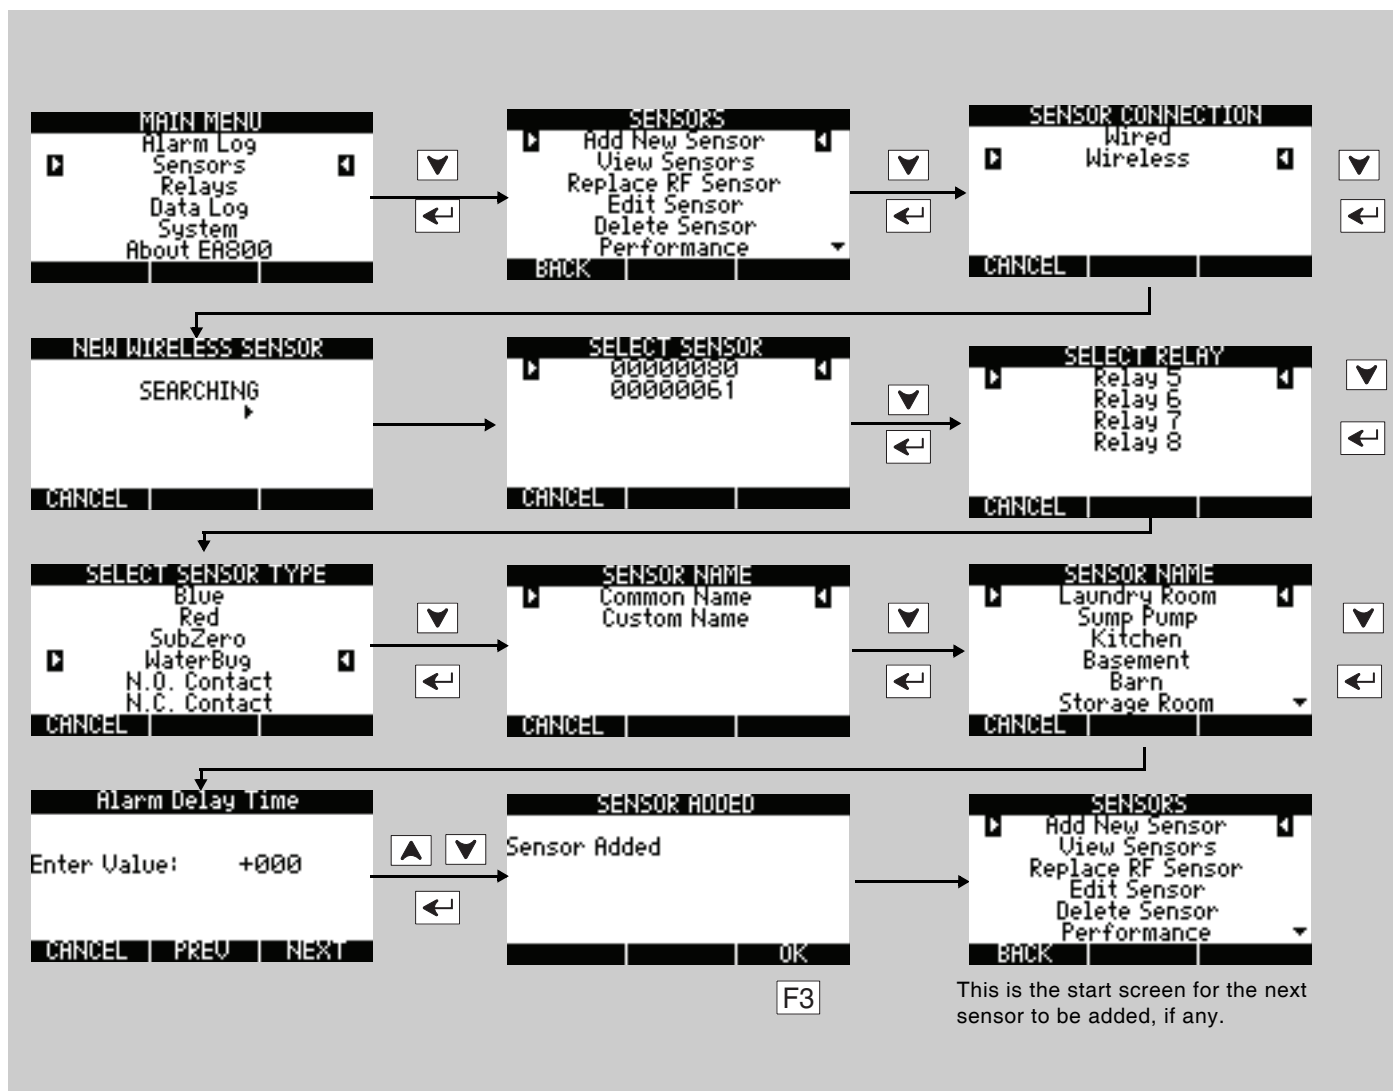 MAIN MENU
Alarm Log
Sensors
Relays
Data Log
System
About EA800
SENSORS
Add New Sensor
View Sensors
Replace RF Sensor
Edit Sensor
Delete Sensor
Performance
BACK
SENSOR CONNECTION
Wired
Wireless
CANCEL
NEW WIRELESS SENSOR
SEARCHING
CANCEL
SELECT SENSOR
00000080
00000061
CANCEL
SELECT RELAY
Relay 5
Relay 6
Relay 7
Relay 8
CANCEL
SELECT SENSOR TYPE
Blue
Red
SubZero
WaterBug
N.O. Contact
N.C. Contact
CANCEL
SENSOR NAME
Common Name
Custom Name
CANCEL
SENSOR NAME
Laundry Room
Sump Pump
Kitchen
Basement
Barn
Storage Room
CANCEL
Alarm Delay Time
Enter Value: +000
CANCEL PREV NEXT
SENSOR ADDED
Sensor Added
OK
F3
SENSORS
Add New Sensor
View Sensors
Replace RF Sensor
Edit Sensor
Delete Sensor
Performance
BACK
This is the start screen for the next
sensor to be added, if any.